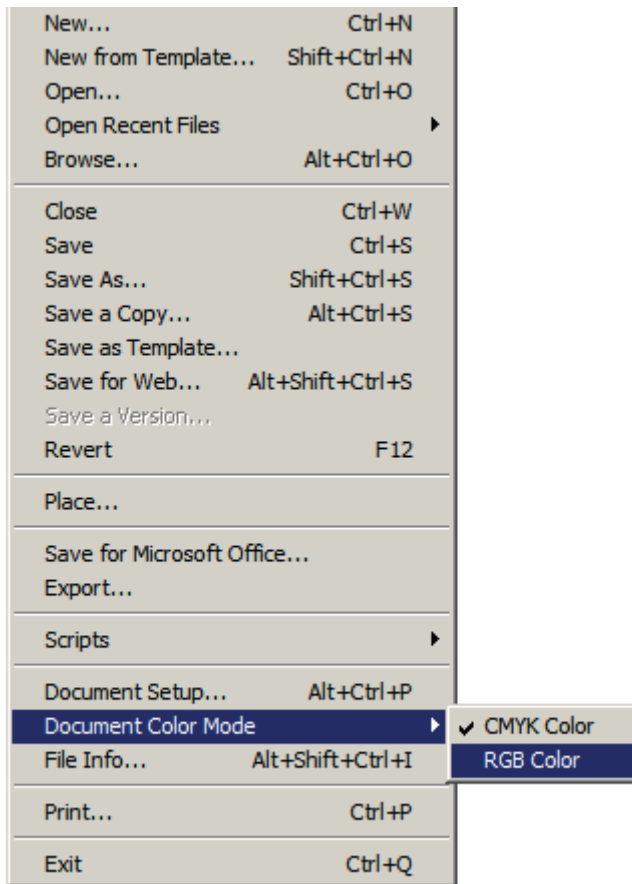 New... Ctrl+N
New from Template... Shift+Ctrl+N
Open... Ctrl+O
Open Recent Files
Browse... Alt+Ctrl+O
Close Ctrl+W
Save Ctrl+S
Save As... Shift+Ctrl+S
Save a Copy... Alt+Ctrl+S
Save as Template...
Save for Web... Alt+Shift+Ctrl+S
Save a Version...
Revert F12
Place...
Save for Microsoft Office...
Export...
Scripts
Document Setup... Alt+Ctrl+P
Document Color Mode CMYK Color
File Info... Alt+Shift+Ctrl+I RGB Color
Print... Ctrl+P
Exit Ctrl+Q